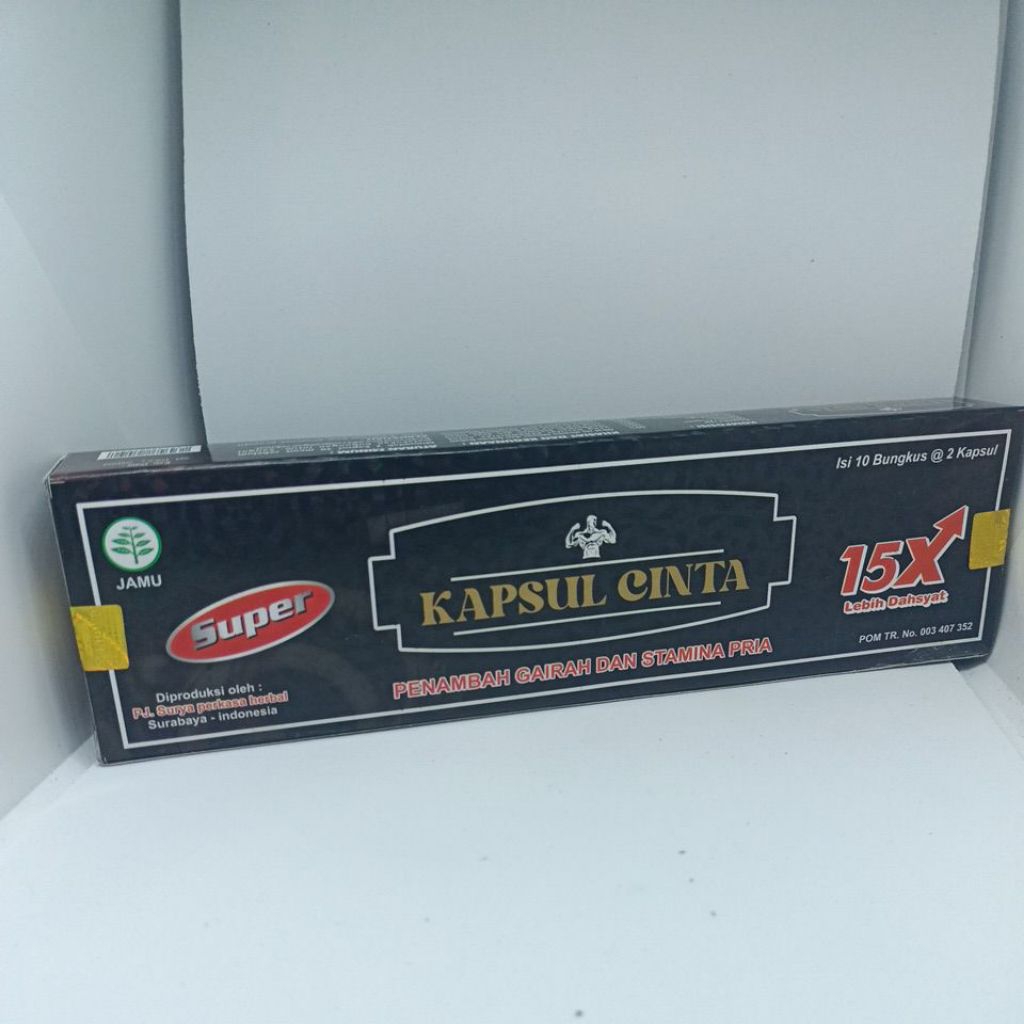 Isi 10 Bungkus @ 2 Kapsul
JAMU
Super
KAPSUL CINTA
15X
Lebih Dahsyat
PENAMBAH GAIRAH DAN STAMINA PRIA
POM TR. No. 003 407 352
Diproduksi oleh :
P.J. Surya perkasa herbal
Surabaya - indonesia